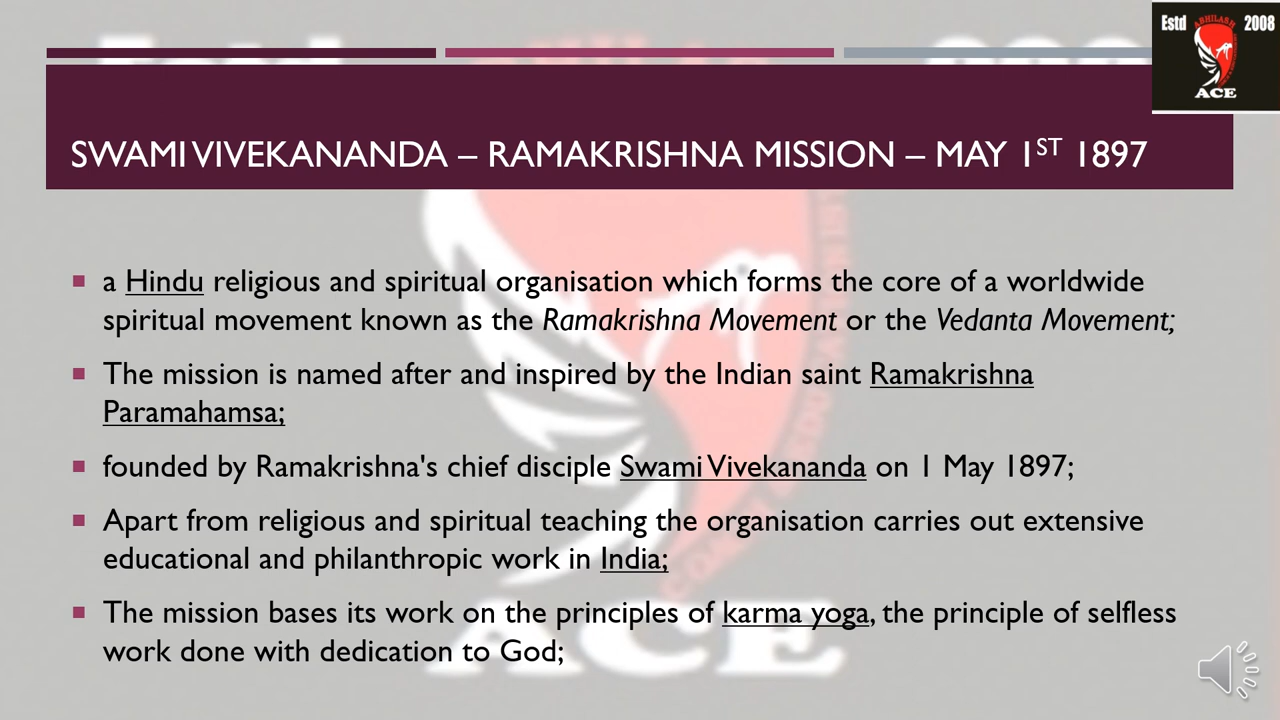 Estd 2008
ABHILASH
ACE
SWAMI VIVEKANANDA – RAMAKRISHNA MISSION – MAY 1ST 1897
a Hindu religious and spiritual organisation which forms the core of a worldwide
spiritual movement known as the Ramakrishna Movement or the Vedanta Movement;
The mission is named after and inspired by the Indian saint Ramakrishna
Paramahamsa;
founded by Ramakrishna's chief disciple Swami Vivekananda on 1 May 1897;
Apart from religious and spiritual teaching the organisation carries out extensive
educational and philanthropic work in India;
The mission bases its work on the principles of karma yoga, the principle of selfless
work done with dedication to God;
ACE